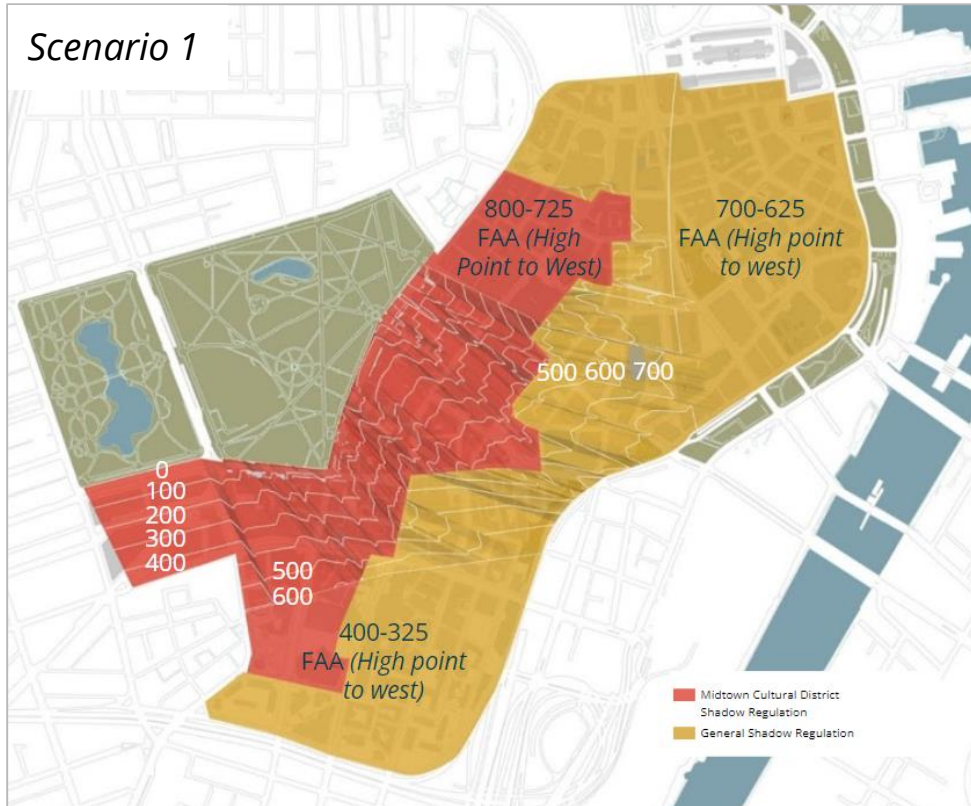 Scenario 1
800-725
FAA (High
Point to West)
700-625
FAA (High point
to west)
500 600 700
0
100
200
300
400
500
600
400-325
FAA (High point
to west)
Midtown Cultural District
Shadow Regulation
General Shadow Regulation